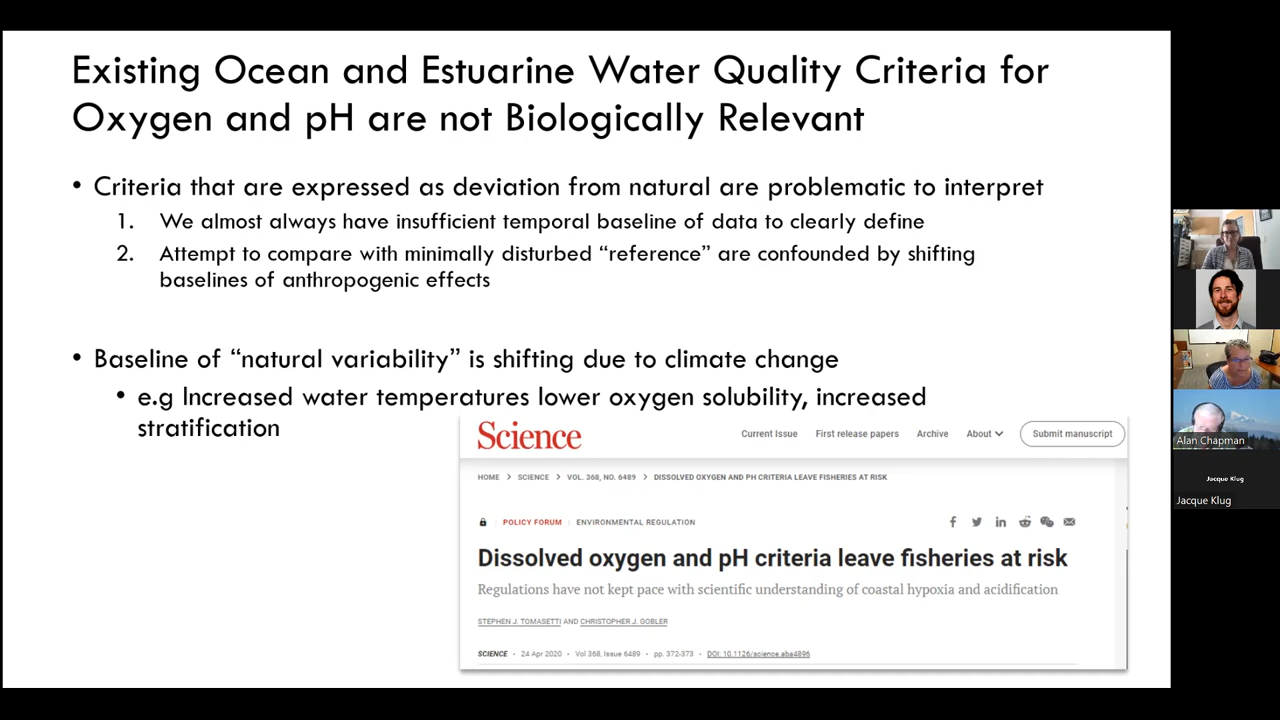 Existing Ocean and Estuarine Water Quality Criteria for
Oxygen and pH are not Biologically Relevant
• Criteria that are expressed as deviation from natural are problematic to interpret
1. We almost always have insufficient temporal baseline of data to clearly define
2. Attempt to compare with minimally disturbed “reference” are confounded by shifting
baselines of anthropogenic effects
• Baseline of “natural variability” is shifting due to climate change
• e.g Increased water temperatures lower oxygen solubility, increased
stratification
Science
Current Issue First release papers Archive About Submit manuscript
HOME > SCIENCE > VOL. 368, NO. 6489 > DISSOLVED OXYGEN AND PH CRITERIA LEAVE FISHERIES AT RISK
POLICY FORUM | ENVIRONMENTAL REGULATION
Dissolved oxygen and pH criteria leave fisheries at risk
Regulations have not kept pace with scientific understanding of coastal hypoxia and acidification
STEPHEN J. TOMASETTI AND CHRISTOPHER J. GOBLER
SCIENCE • 24 Apr 2020 • Vol 368, Issue 6489 • pp. 372-373 • DOI: 10.1126/science.aba4896
Alan Chapman
Jacque Klug
Jacque Klug